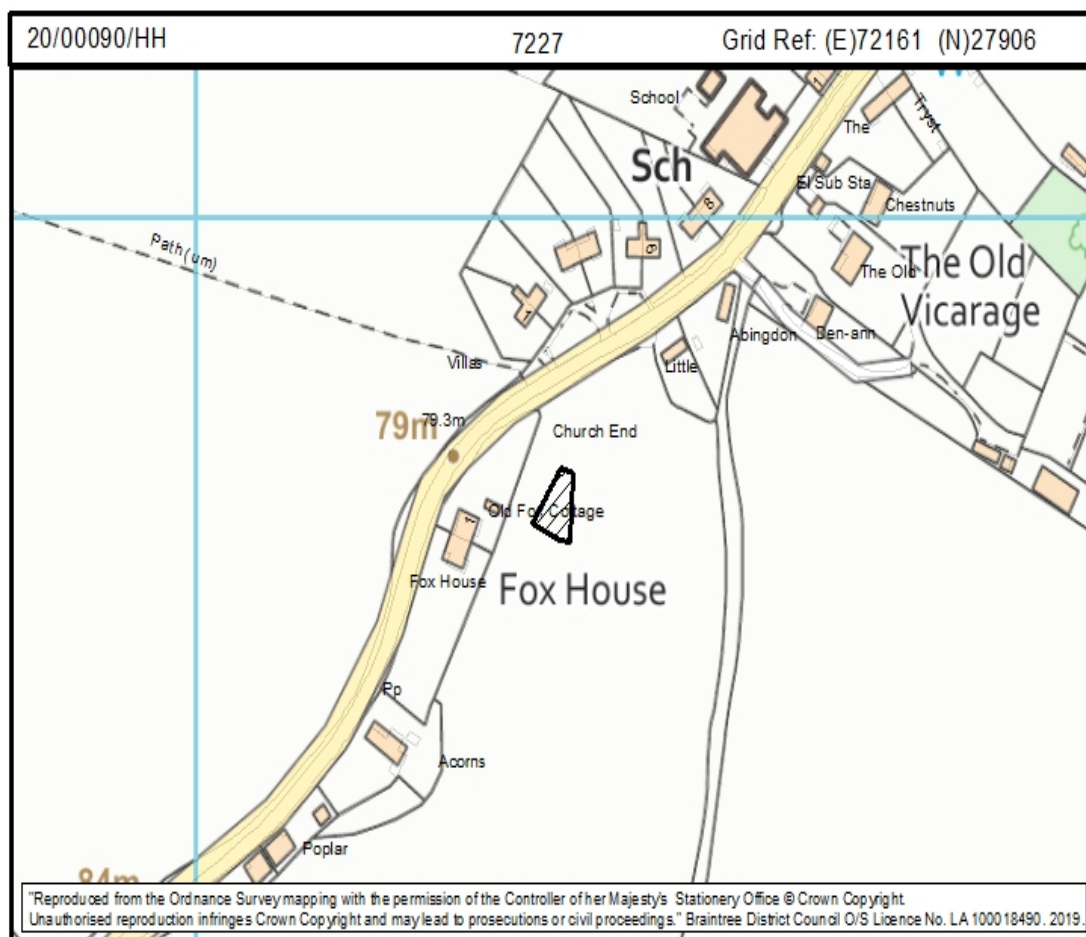 20/00090/HH 7227 Grid Ref: (E)72161 (N)27906
School
1
The
Tryst
Sch
El Sub Sta
8
Chestnuts
Path (um)
6
The Old
The Old
Vicarage
1
Abingdon
Den-ann
Villas
Little
79m
79.3m
Church End
1
Old Fox Cottage
Fox House
Fox House
Pp
Acorns
Poplar
84m
"Reproduced from the Ordnance Survey mapping with the permission of the Controller of her Majesty's Stationery Office © Crown Copyright.
Unauthorised reproduction infringes Crown Copyright and may lead to prosecutions or civil proceedings." Braintree District Council O/S Licence No. LA 100018490. 2019.